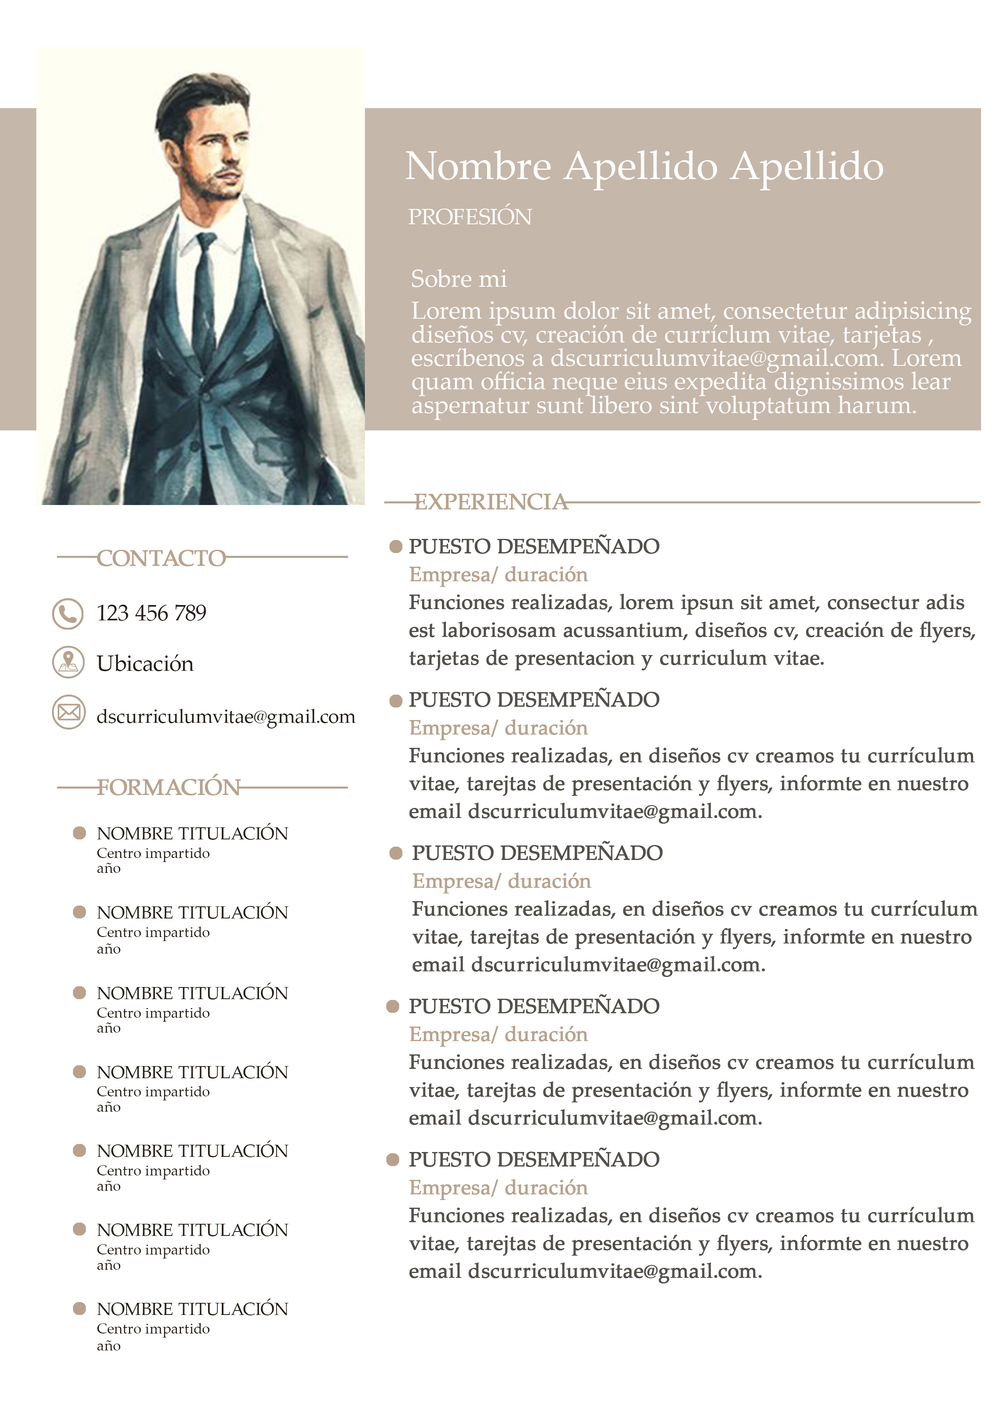 Nombre Apellido Apellido
PROFESIÓN
Sobre mi
Lorem ipsum dolor sit amet, consectetur adipisicing
diseños cv, creación de curríclum vitae, tarjetas ,
escríbenos a dscurriculumvitae@gmail.com. Lorem
quam officia neque eius expedita dignissimos lear
aspernatur sunt libero sint voluptatum harum.
CONTACTO
123 456 789
Ubicación
dscurriculumvitae@gmail.com
FORMACIÓN
NOMBRE TITULACIÓN
Centro impartido
año
NOMBRE TITULACIÓN
Centro impartido
año
NOMBRE TITULACIÓN
Centro impartido
año
NOMBRE TITULACIÓN
Centro impartido
año
NOMBRE TITULACIÓN
Centro impartido
año
NOMBRE TITULACIÓN
Centro impartido
año
NOMBRE TITULACIÓN
Centro impartido
año
EXPERIENCIA
PUESTO DESEMPEÑADO
Empresa/ duración
Funciones realizadas, lorem ipsun sit amet, consectur adis
est laborisosam acussantium, diseños cv, creación de flyers,
tarjetas de presentacion y curriculum vitae.
PUESTO DESEMPEÑADO
Empresa/ duración
Funciones realizadas, en diseños cv creamos tu currículum
vitae, tarejtas de presentación y flyers, informte en nuestro
email dscurriculumvitae@gmail.com.
PUESTO DESEMPEÑADO
Empresa/ duración
Funciones realizadas, en diseños cv creamos tu currículum
vitae, tarejtas de presentación y flyers, informte en nuestro
email dscurriculumvitae@gmail.com.
PUESTO DESEMPEÑADO
Empresa/ duración
Funciones realizadas, en diseños cv creamos tu currículum
vitae, tarejtas de presentación y flyers, informte en nuestro
email dscurriculumvitae@gmail.com.
PUESTO DESEMPEÑADO
Empresa/ duración
Funciones realizadas, en diseños cv creamos tu currículum
vitae, tarejtas de presentación y flyers, informte en nuestro
email dscurriculumvitae@gmail.com.